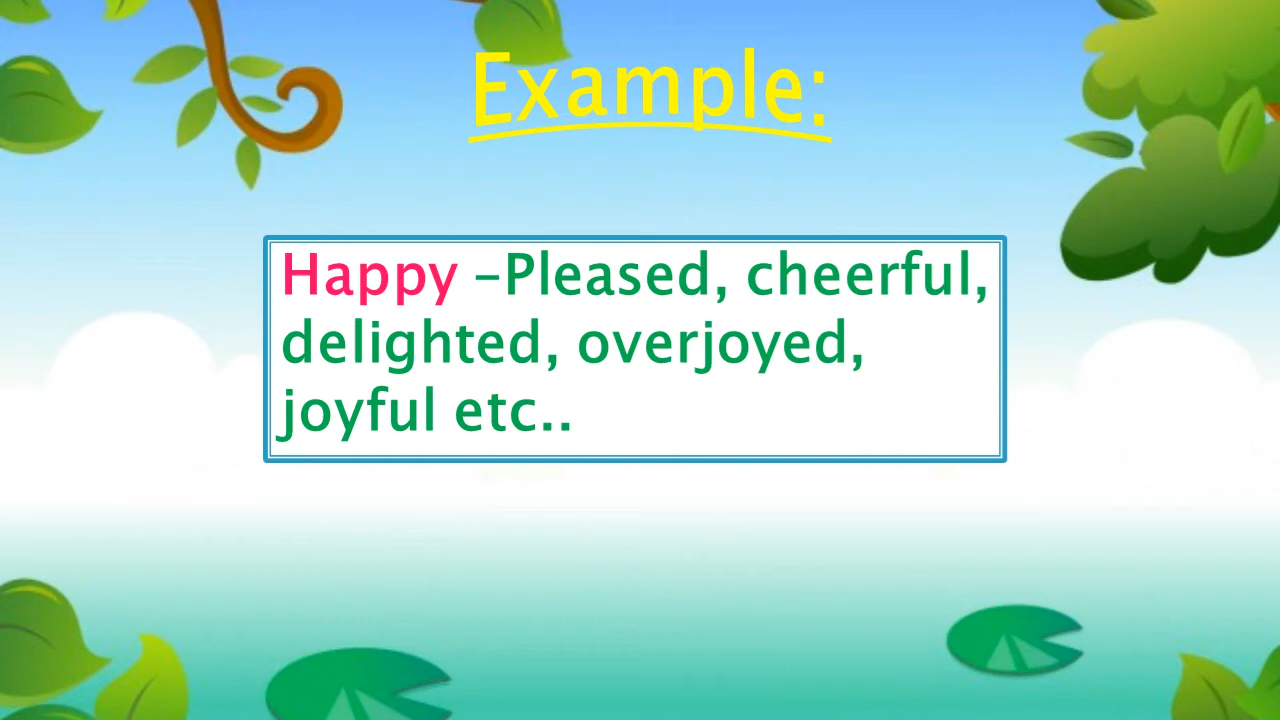 Example:
Happy –Pleased, cheerful,
delighted, overjoyed,
joyful etc..